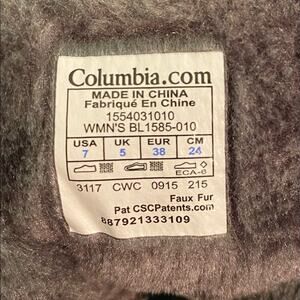 Columbia.com
MADE IN CHINA
Fabriqué En Chine
1554031010
WMN'S BL1585-010
USA UK EUR CM
7 5 38 24
ECA-6
3117 CWC 0915 215
Faux Fur
Pat CSCPatents.com
887921333109